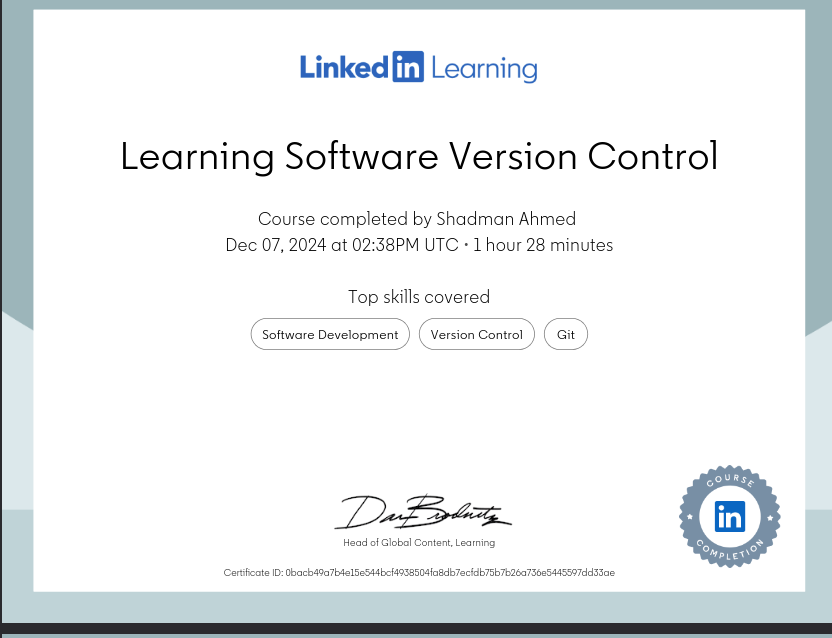 Linked in Learning
Learning Software Version Control
Course completed by Shadman Ahmed
Dec 07, 2024 at 02:38PM UTC • 1 hour 28 minutes
Top skills covered
Software Development Version Control Git
Dan Brodnitz
Head of Global Content, Learning
COURSE
in
COMPLETION
Certificate ID: 0bacb49a7b4e15e544bcf4938504fa8db7ecfdb75b7b26a736e5445597dd33ae